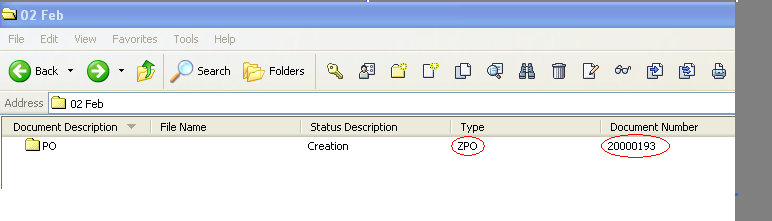 02 Feb
File Edit View Favorites Tools Help
Back Search Folders
Address 02 Feb
Document Description File Name Status Description Type Document Number
PO Creation ZPO 20000193